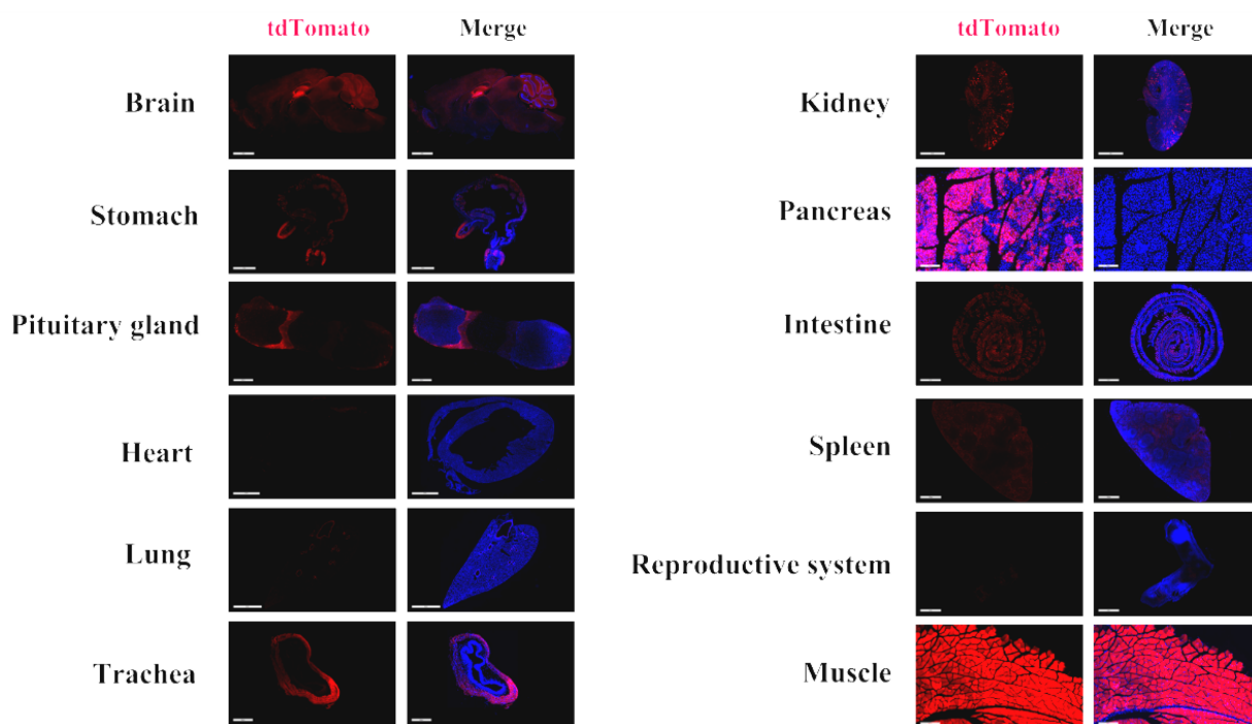 tdTomato Merge tdTomato Merge
Brain Kidney
Stomach Pancreas
Pituitary gland Intestine
Heart Spleen
Lung Reproductive system
Trachea Muscle